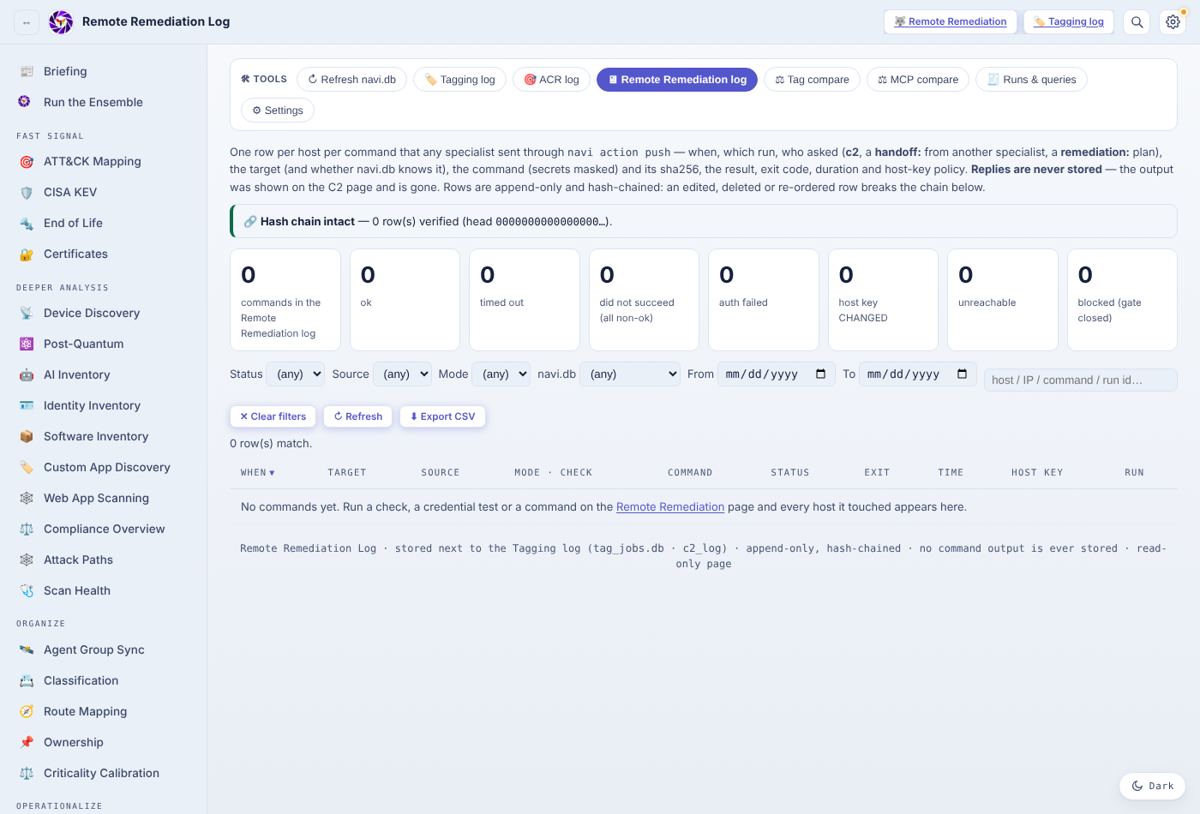 Remote Remediation Log
Remote Remediation
Tagging log
Briefing
Run the Ensemble
FAST SIGNAL
ATT&CK Mapping
CISA KEV
End of Life
Certificates
DEEPER ANALYSIS
Device Discovery
Post-Quantum
AI Inventory
Identity Inventory
Software Inventory
Custom App Discovery
Web App Scanning
Compliance Overview
Attack Paths
Scan Health
ORGANIZE
Agent Group Sync
Classification
Route Mapping
Ownership
Criticality Calibration
OPERATIONALIZE
🛠 TOOLS
↻ Refresh navi.db
Tagging log
ACR log
Remote Remediation log
⚖ Tag compare
⚖ MCP compare
Runs & queries
⚙ Settings
One row per host per command that any specialist sent through navi action push — when, which run, who asked (c2, a handoff: from another specialist, a remediation: plan),
the target (and whether navi.db knows it), the command (secrets masked) and its sha256, the result, exit code, duration and host-key policy. Replies are never stored — the output
was shown on the C2 page and is gone. Rows are append-only and hash-chained: an edited, deleted or re-ordered row breaks the chain below.
🔗 Hash chain intact — 0 row(s) verified (head 0000000000000000…).
0
commands in the
Remote
Remediation log
0
ok
0
timed out
0
did not succeed
(all non-ok)
0
auth failed
0
host key
CHANGED
0
unreachable
0
blocked (gate
closed)
Status (any) Source (any) Mode (any) navi.db (any) From mm/dd/yyyy To mm/dd/yyyy host / IP / command / run id…
✕ Clear filters
↻ Refresh
⬇ Export CSV
0 row(s) match.
WHEN ▼ TARGET SOURCE MODE · CHECK COMMAND STATUS EXIT TIME HOST KEY RUN
No commands yet. Run a check, a credential test or a command on the Remote Remediation page and every host it touched appears here.
Remote Remediation Log · stored next to the Tagging log (tag_jobs.db · c2_log) · append-only, hash-chained · no command output is ever stored · read-
only page
Dark